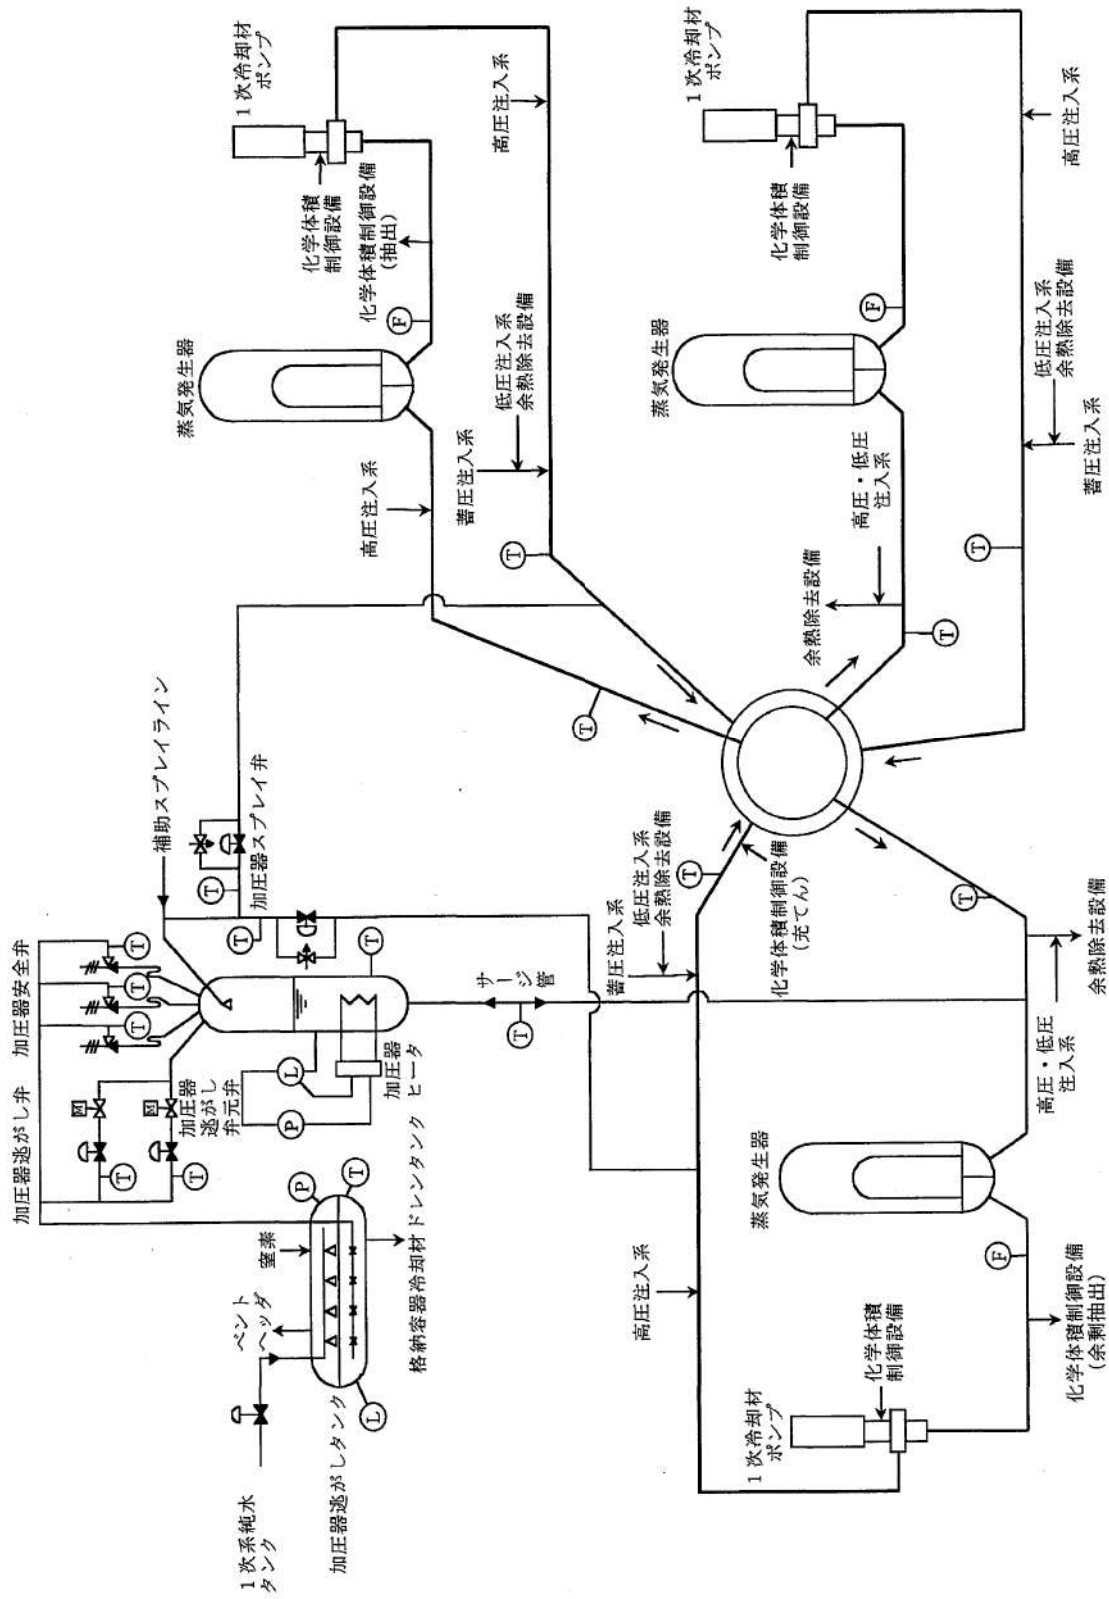 1次系純水
タンク
加圧器逃がしタンク
ベント
ヘッダ
窒素
格納容器冷却材ドレンタンク
L
P
T
加圧器逃がし弁
加圧器安全弁
M
M
T
T
T
T
T
加圧器
逃がし
弁元弁
P
L
加圧器
ヒータ
T
補助スプレイライン
T
T
加圧器スプレイ弁
サージ
管
T
蒸気発生器
1次冷却材
ポンプ
化学体積
制御設備
化学体積制御設備
(抽出)
F
高圧注入系
高圧注入系
蓄圧注入系
低圧注入系
余熱除去設備
T
T
高圧注入系
蓄圧注入系
低圧注入系
余熱除去設備
T
化学体積制御設備
(充てん)
1次冷却材
ポンプ
化学体積
制御設備
蒸気発生器
F
化学体積制御設備
(余剰抽出)
高圧・低圧
注入系
余熱除去設備
T
蒸気発生器
1次冷却材
ポンプ
化学体積
制御設備
F
高圧・低圧
注入系
余熱除去設備
T
T
蓄圧注入系
低圧注入系
余熱除去設備
高圧注入系